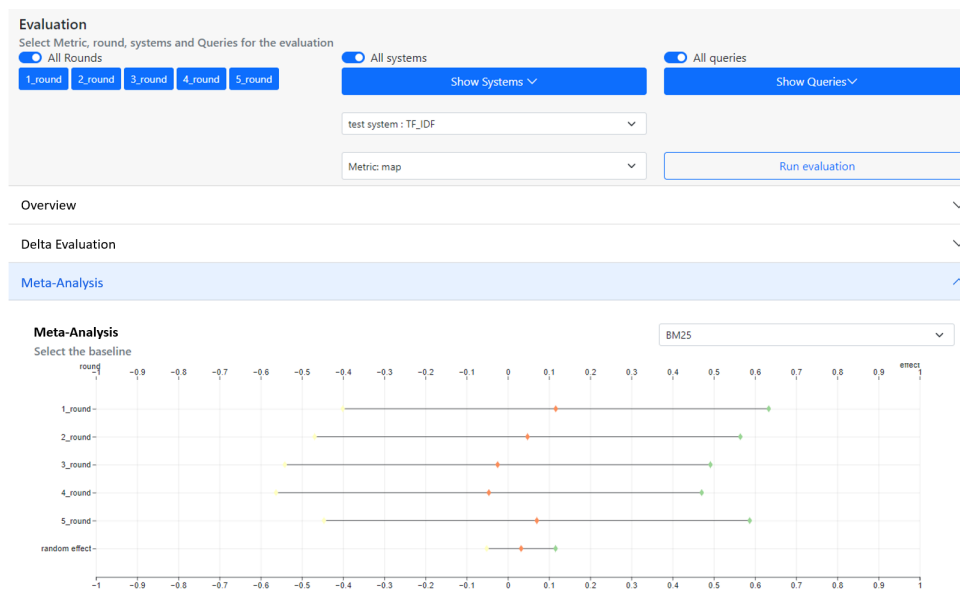 Evaluation
Select Metric, round, systems and Queries for the evaluation
All Rounds
All systems
All queries
1_round 2_round 3_round 4_round 5_round
Show Systems
Show Queries
test system : TF_IDF
Metric: map
Run evaluation
Overview
Delta Evaluation
Meta-Analysis
Meta-Analysis
BM25
Select the baseline
round
effect
−1 −0.9 −0.8 −0.7 −0.6 −0.5 −0.4 −0.3 −0.2 −0.1 0 0.1 0.2 0.3 0.4 0.5 0.6 0.7 0.8 0.9 1
1_round
2_round
3_round
4_round
5_round
random effect
−1 −0.9 −0.8 −0.7 −0.6 −0.5 −0.4 −0.3 −0.2 −0.1 0 0.1 0.2 0.3 0.4 0.5 0.6 0.7 0.8 0.9 1